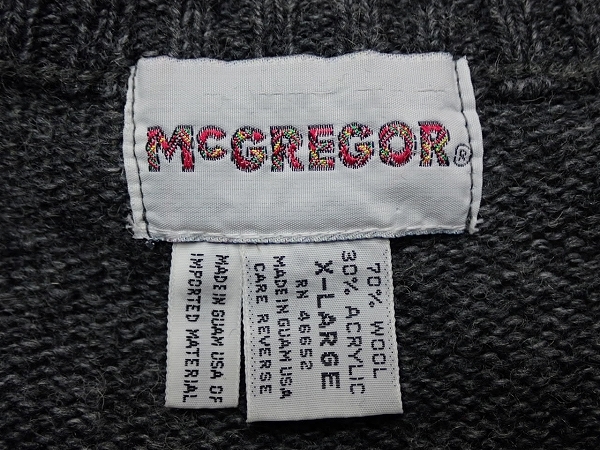 McGREGOR®
MADE IN GUAM USA OF
IMPORTED MATERIAL
70% WOOL
30% ACRYLIC
X-LARGE
RN 46652
MADE IN GUAM U.S.A.
CARE REVERSE